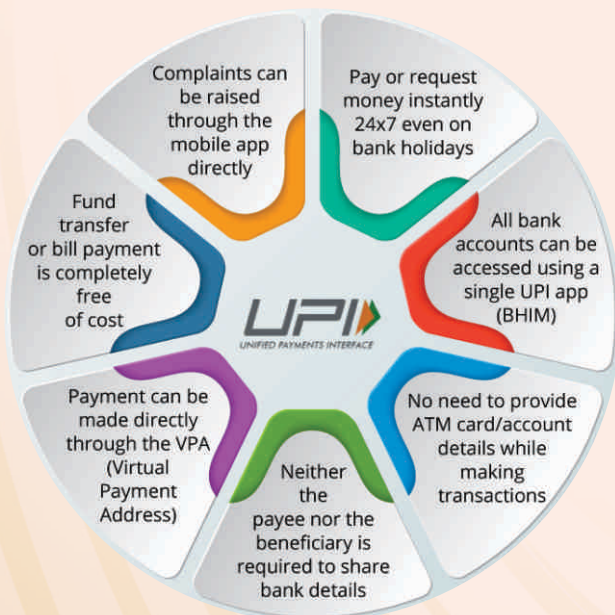 Complaints can
be raised
through the
mobile app
directly
Pay or request
money instantly
24x7 even on
bank holidays
All bank
accounts can be
accessed using a
single UPI app
(BHIM)
No need to provide
ATM card/account
details while
making
transactions
Neither
the
payee nor the
beneficiary is
required to share
bank details
Payment can be
made directly
through the VPA
(Virtual
Payment
Address)
Fund
transfer
or bill payment
is completely
free
of cost
UPI
UNIFIED PAYMENTS INTERFACE